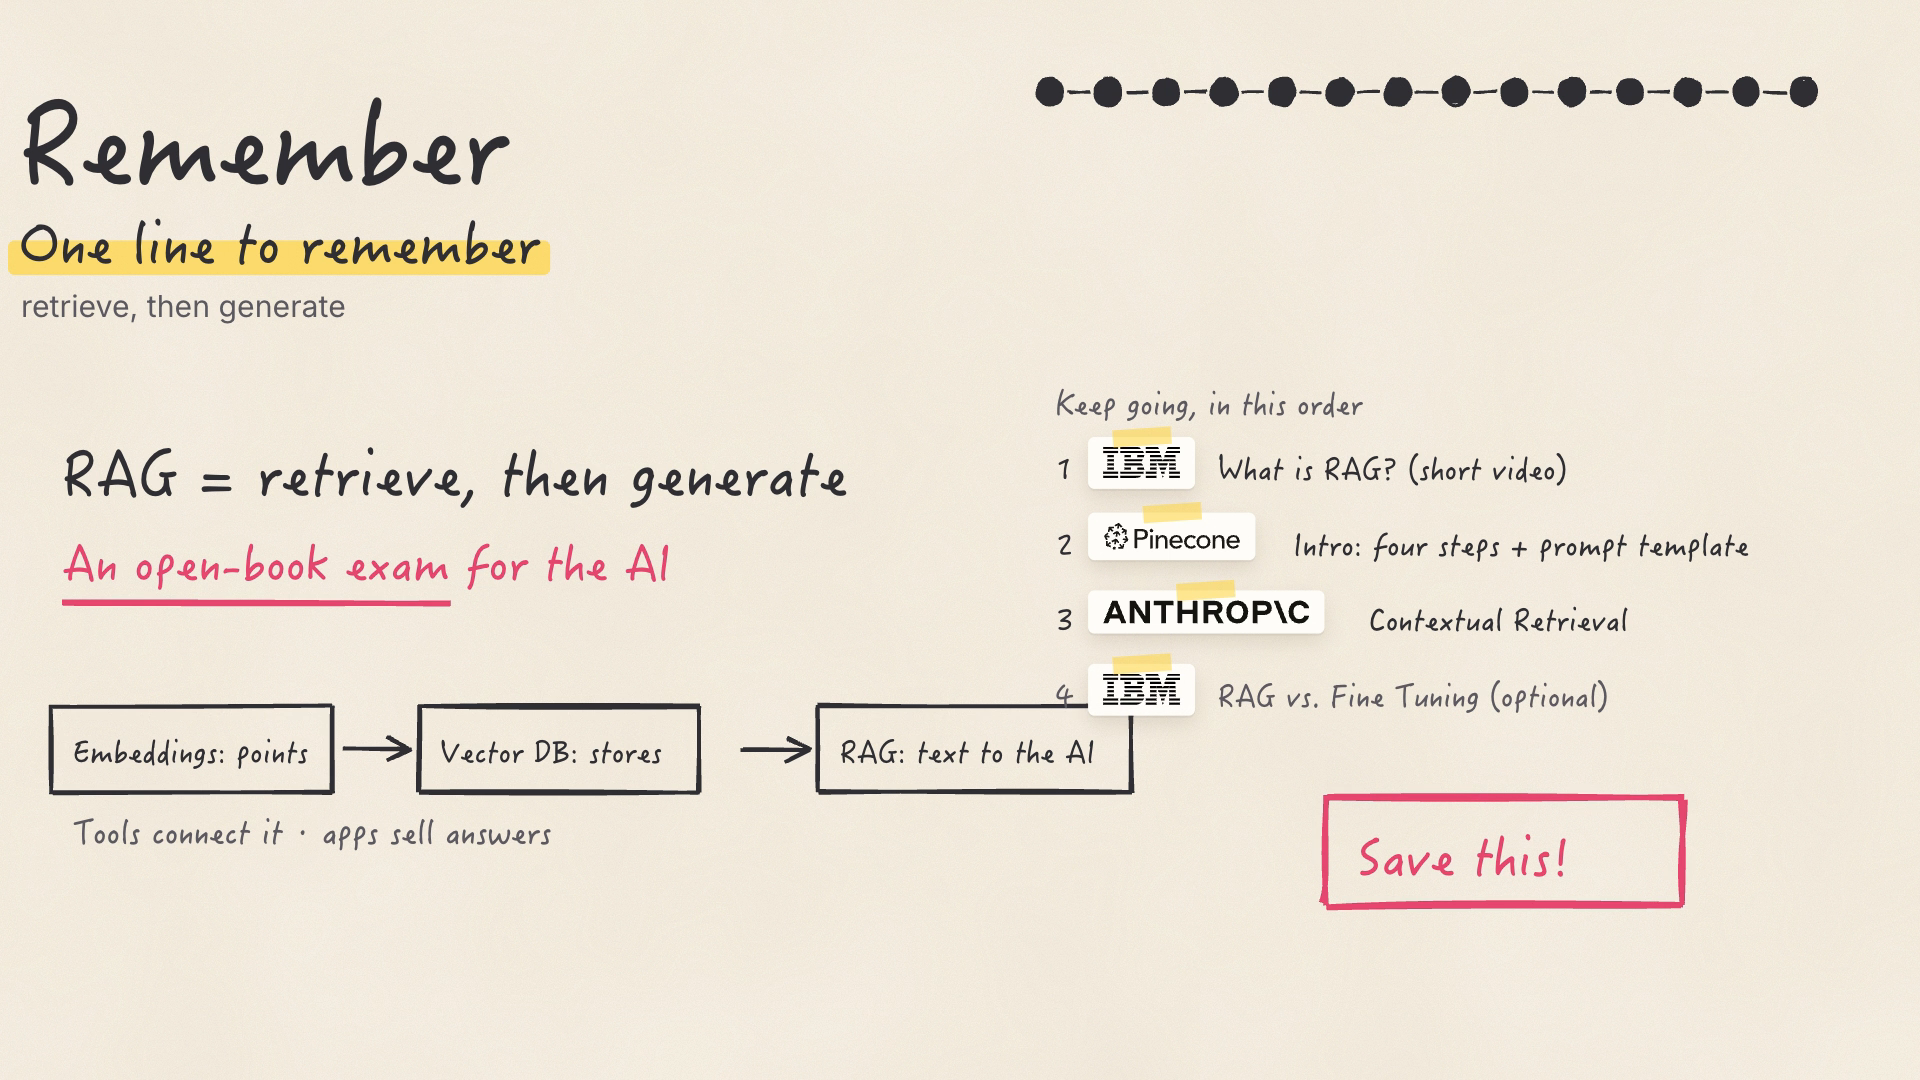 Remember
One line to remember
retrieve, then generate
RAG = retrieve, then generate
An open-book exam for the AI
Embeddings: points
Vector DB: stores
RAG: text to the AI
Tools connect it · apps sell answers
Keep going, in this order
1 IBM What is RAG? (short video)
2 Pinecone Intro: four steps + prompt template
3 ANTHROP\C Contextual Retrieval
4 IBM RAG vs. Fine Tuning (optional)
Save this!